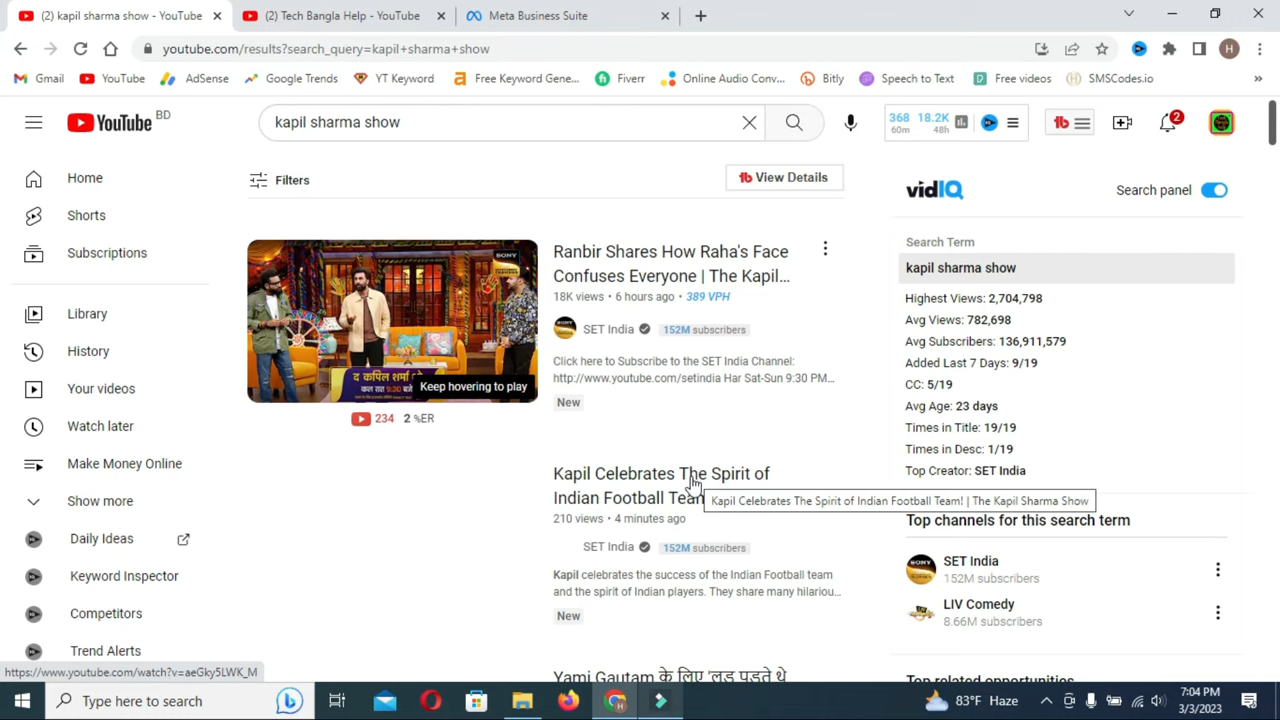 (2) kapil sharma show - YouTube
(2) Tech Bangla Help - YouTube
Meta Business Suite
youtube.com/results?search_query=kapil+sharma+show
H
Gmail
YouTube
AdSense
Google Trends
YT Keyword
Free Keyword Gene...
Fiverr
Online Audio Conv...
Bitly
Speech to Text
Free videos
SMSCodes.io
YouTube BD
kapil sharma show
368 18.2K
60m 48h
tb
2
Home
Shorts
Subscriptions
Library
History
Your videos
Watch later
Make Money Online
Show more
Daily Ideas
Keyword Inspector
Competitors
Trend Alerts
Filters
tb View Details
SONY
द कपिल शर्मा शो
Keep hovering to play
234 2 %ER
Ranbir Shares How Raha's Face
Confuses Everyone | The Kapil...
18K views • 6 hours ago • 389 VPH
SET India 152M subscribers
Click here to Subscribe to the SET India Channel:
http://www.youtube.com/setindia Har Sat-Sun 9:30 PM...
New
Kapil Celebrates The Spirit of
Indian Football Team
Kapil Celebrates The Spirit of Indian Football Team! | The Kapil Sharma Show
210 views • 4 minutes ago
SET India 152M subscribers
Kapil celebrates the success of the Indian Football team
and the spirit of Indian players. They share many hilariou...
New
Yami Gautam के लिए 'लड़ पड़ते थे
vidIQ
Search panel
Search Term
kapil sharma show
Highest Views: 2,704,798
Avg Views: 782,698
Avg Subscribers: 136,911,579
Added Last 7 Days: 9/19
CC: 5/19
Avg Age: 23 days
Times in Title: 19/19
Times in Desc: 1/19
Top Creator: SET India
Top channels for this search term
SET India
152M subscribers
LIV Comedy
8.66M subscribers
Top related opportunities
https://www.youtube.com/watch?v=aeGky5LWK_M
Type here to search
83°F Haze
7:04 PM
3/3/2023